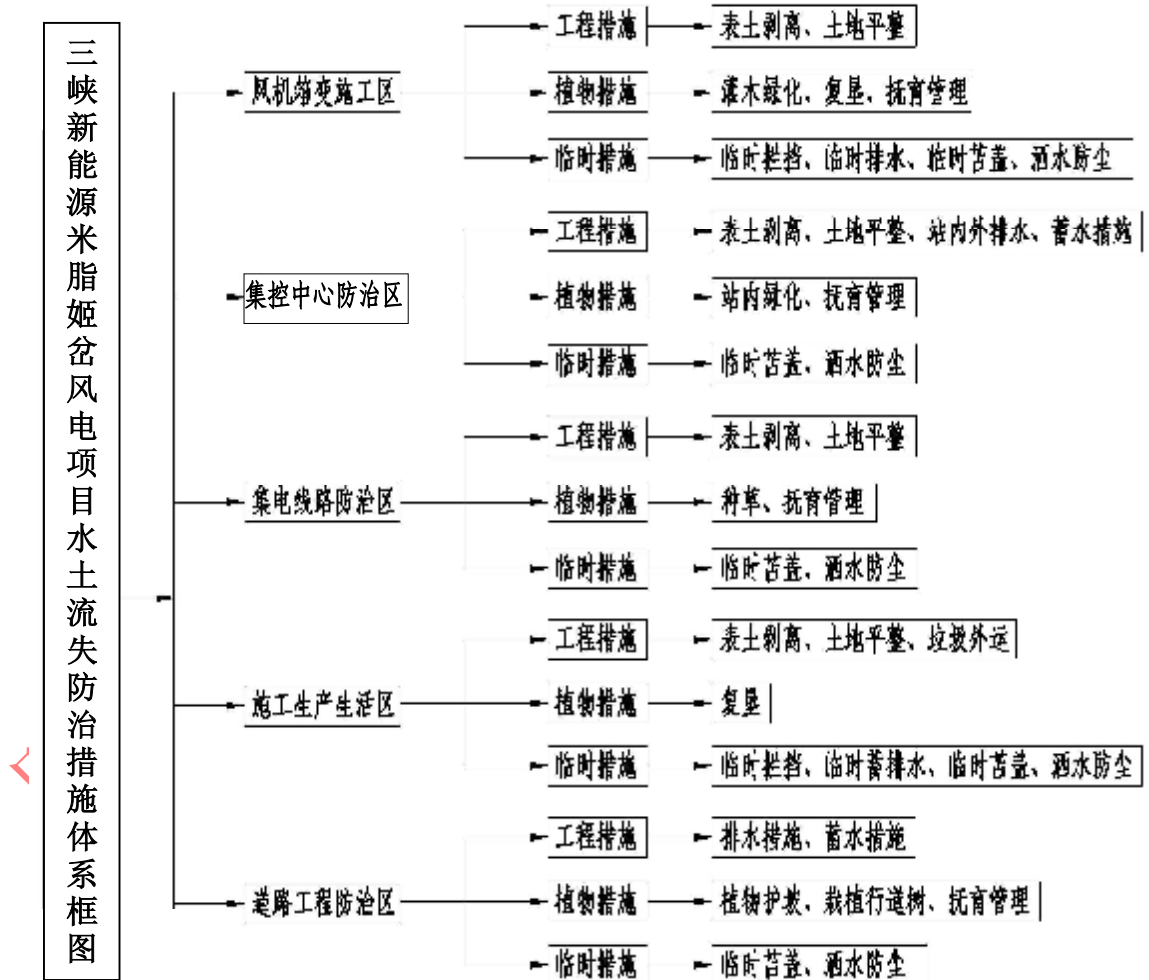 三峡新能源米脂姬岔风电项目水土流失防治措施体系框图
风机箱变施工区
工程措施
表土剥离、土地平整
植物措施
灌木绿化、复垦、抚育管理
临时措施
临时拦挡、临时排水、临时苫盖、洒水防尘
集控中心防治区
工程措施
表土剥离、土地平整、站内外排水、蓄水措施
植物措施
站内绿化、抚育管理
临时措施
临时苫盖、洒水防尘
集电线路防治区
工程措施
表土剥离、土地平整
植物措施
种草、抚育管理
临时措施
临时苫盖、洒水防尘
施工生产生活区
工程措施
表土剥离、土地平整、垃圾外运
植物措施
复垦
临时措施
临时拦挡、临时蓄排水、临时苫盖、洒水防尘
道路工程防治区
工程措施
排水措施、蓄水措施
植物措施
植物护坡、栽植行道树、抚育管理
临时措施
临时苫盖、洒水防尘